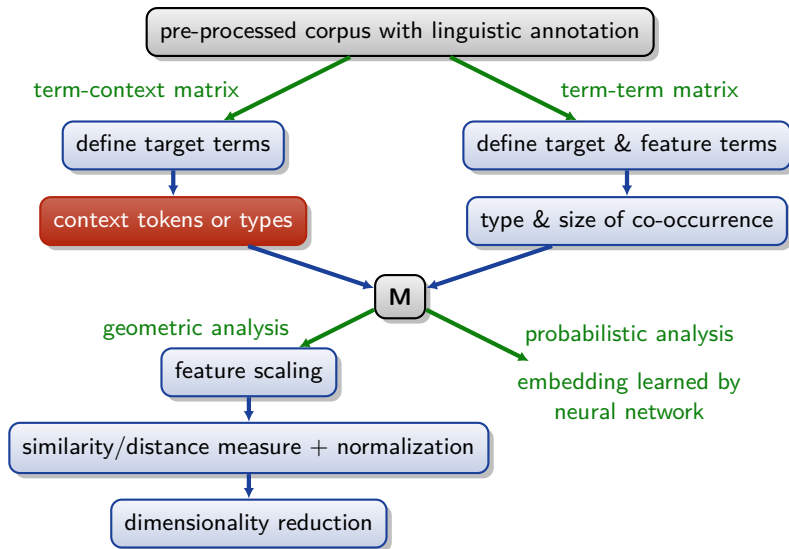 pre-processed corpus with linguistic annotation
term-context matrix
term-term matrix
define target terms
define target & feature terms
context tokens or types
type & size of co-occurrence
M
geometric analysis
probabilistic analysis
feature scaling
embedding learned by
neural network
similarity/distance measure + normalization
dimensionality reduction